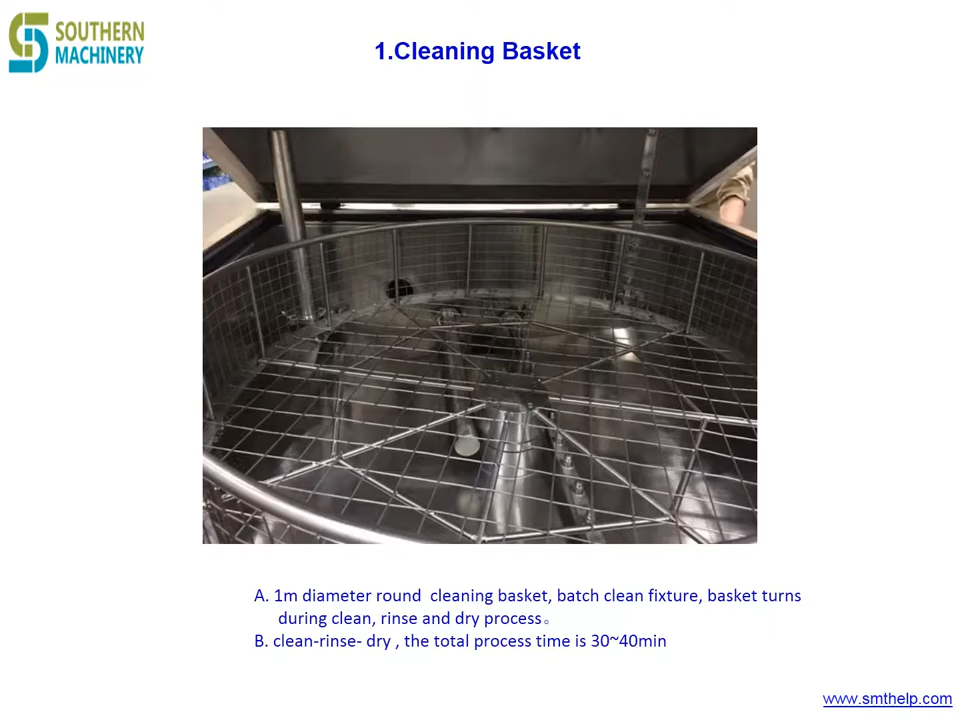 SOUTHERN
MACHINERY
1.Cleaning Basket
A. 1m diameter round  cleaning basket, batch clean fixture, basket turns
during clean, rinse and dry process。
B. clean-rinse- dry , the total process time is 30~40min
www.smthelp.com